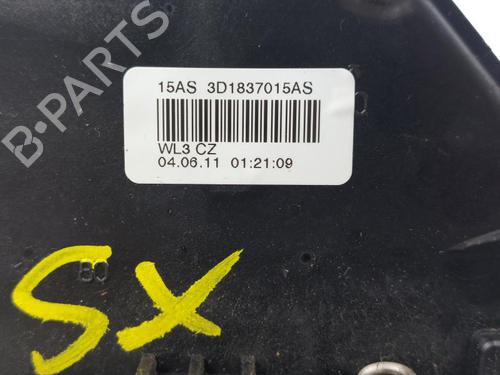 B-PARTS
15AS 3D1837015AS
WL3 CZ
04.06.11 01:21:09
SX